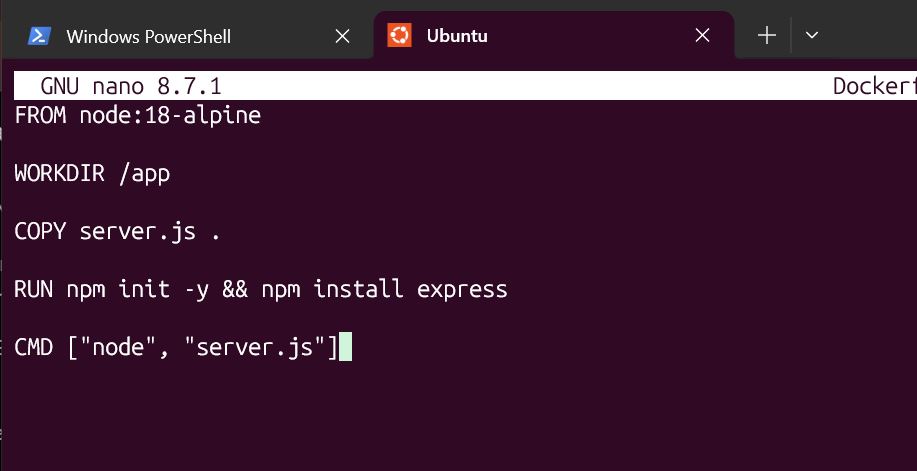 Windows PowerShell
Ubuntu
GNU nano 8.7.1
FROM node:18-alpine
WORKDIR /app
COPY server.js .
RUN npm init -y && npm install express
CMD ["node", "server.js"]